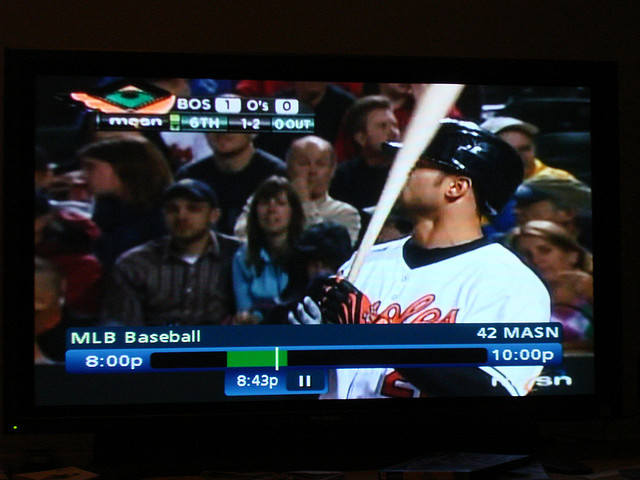 BOS 1 O's 0
masn 6TH 1-2 0 OUT
Orioles
MLB Baseball 42 MASN
8:00p 10:00p
8:43p
masn